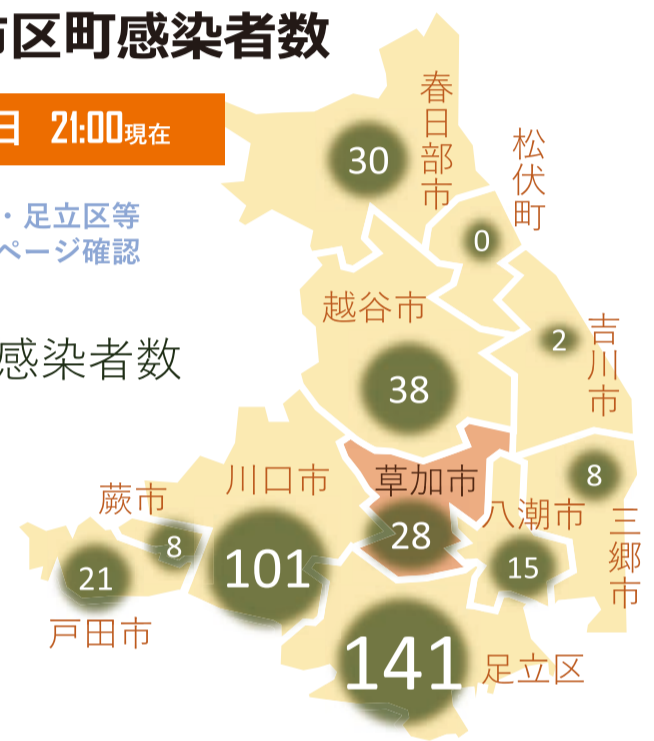 市区町感染者数
日 21:00現在
・足立区等
ページ確認
感染者数
春日部市
30
松伏町
0
越谷市
38
吉川市
2
川口市
101
草加市
28
蕨市
8
戸田市
21
八潮市
15
三郷市
8
足立区
141